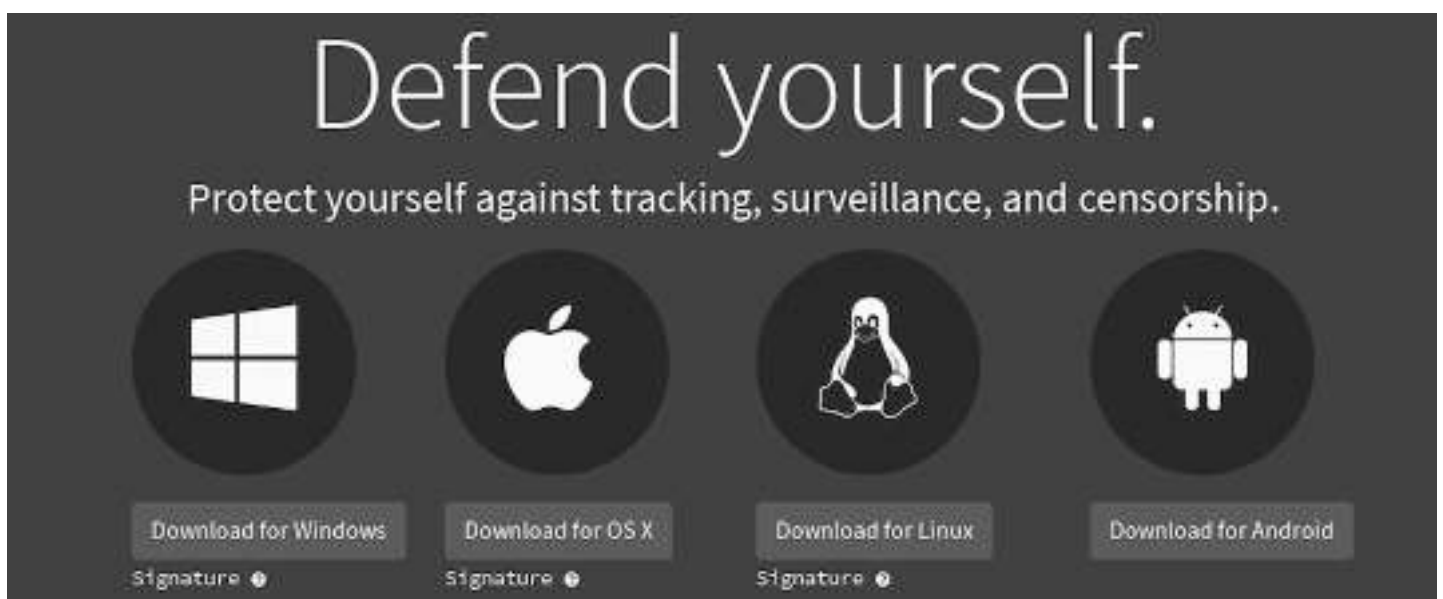 Defend yourself.
Protect yourself against tracking, surveillance, and censorship.
Download for Windows Download for OS X Download for Linux Download for Android
Signature Signature Signature